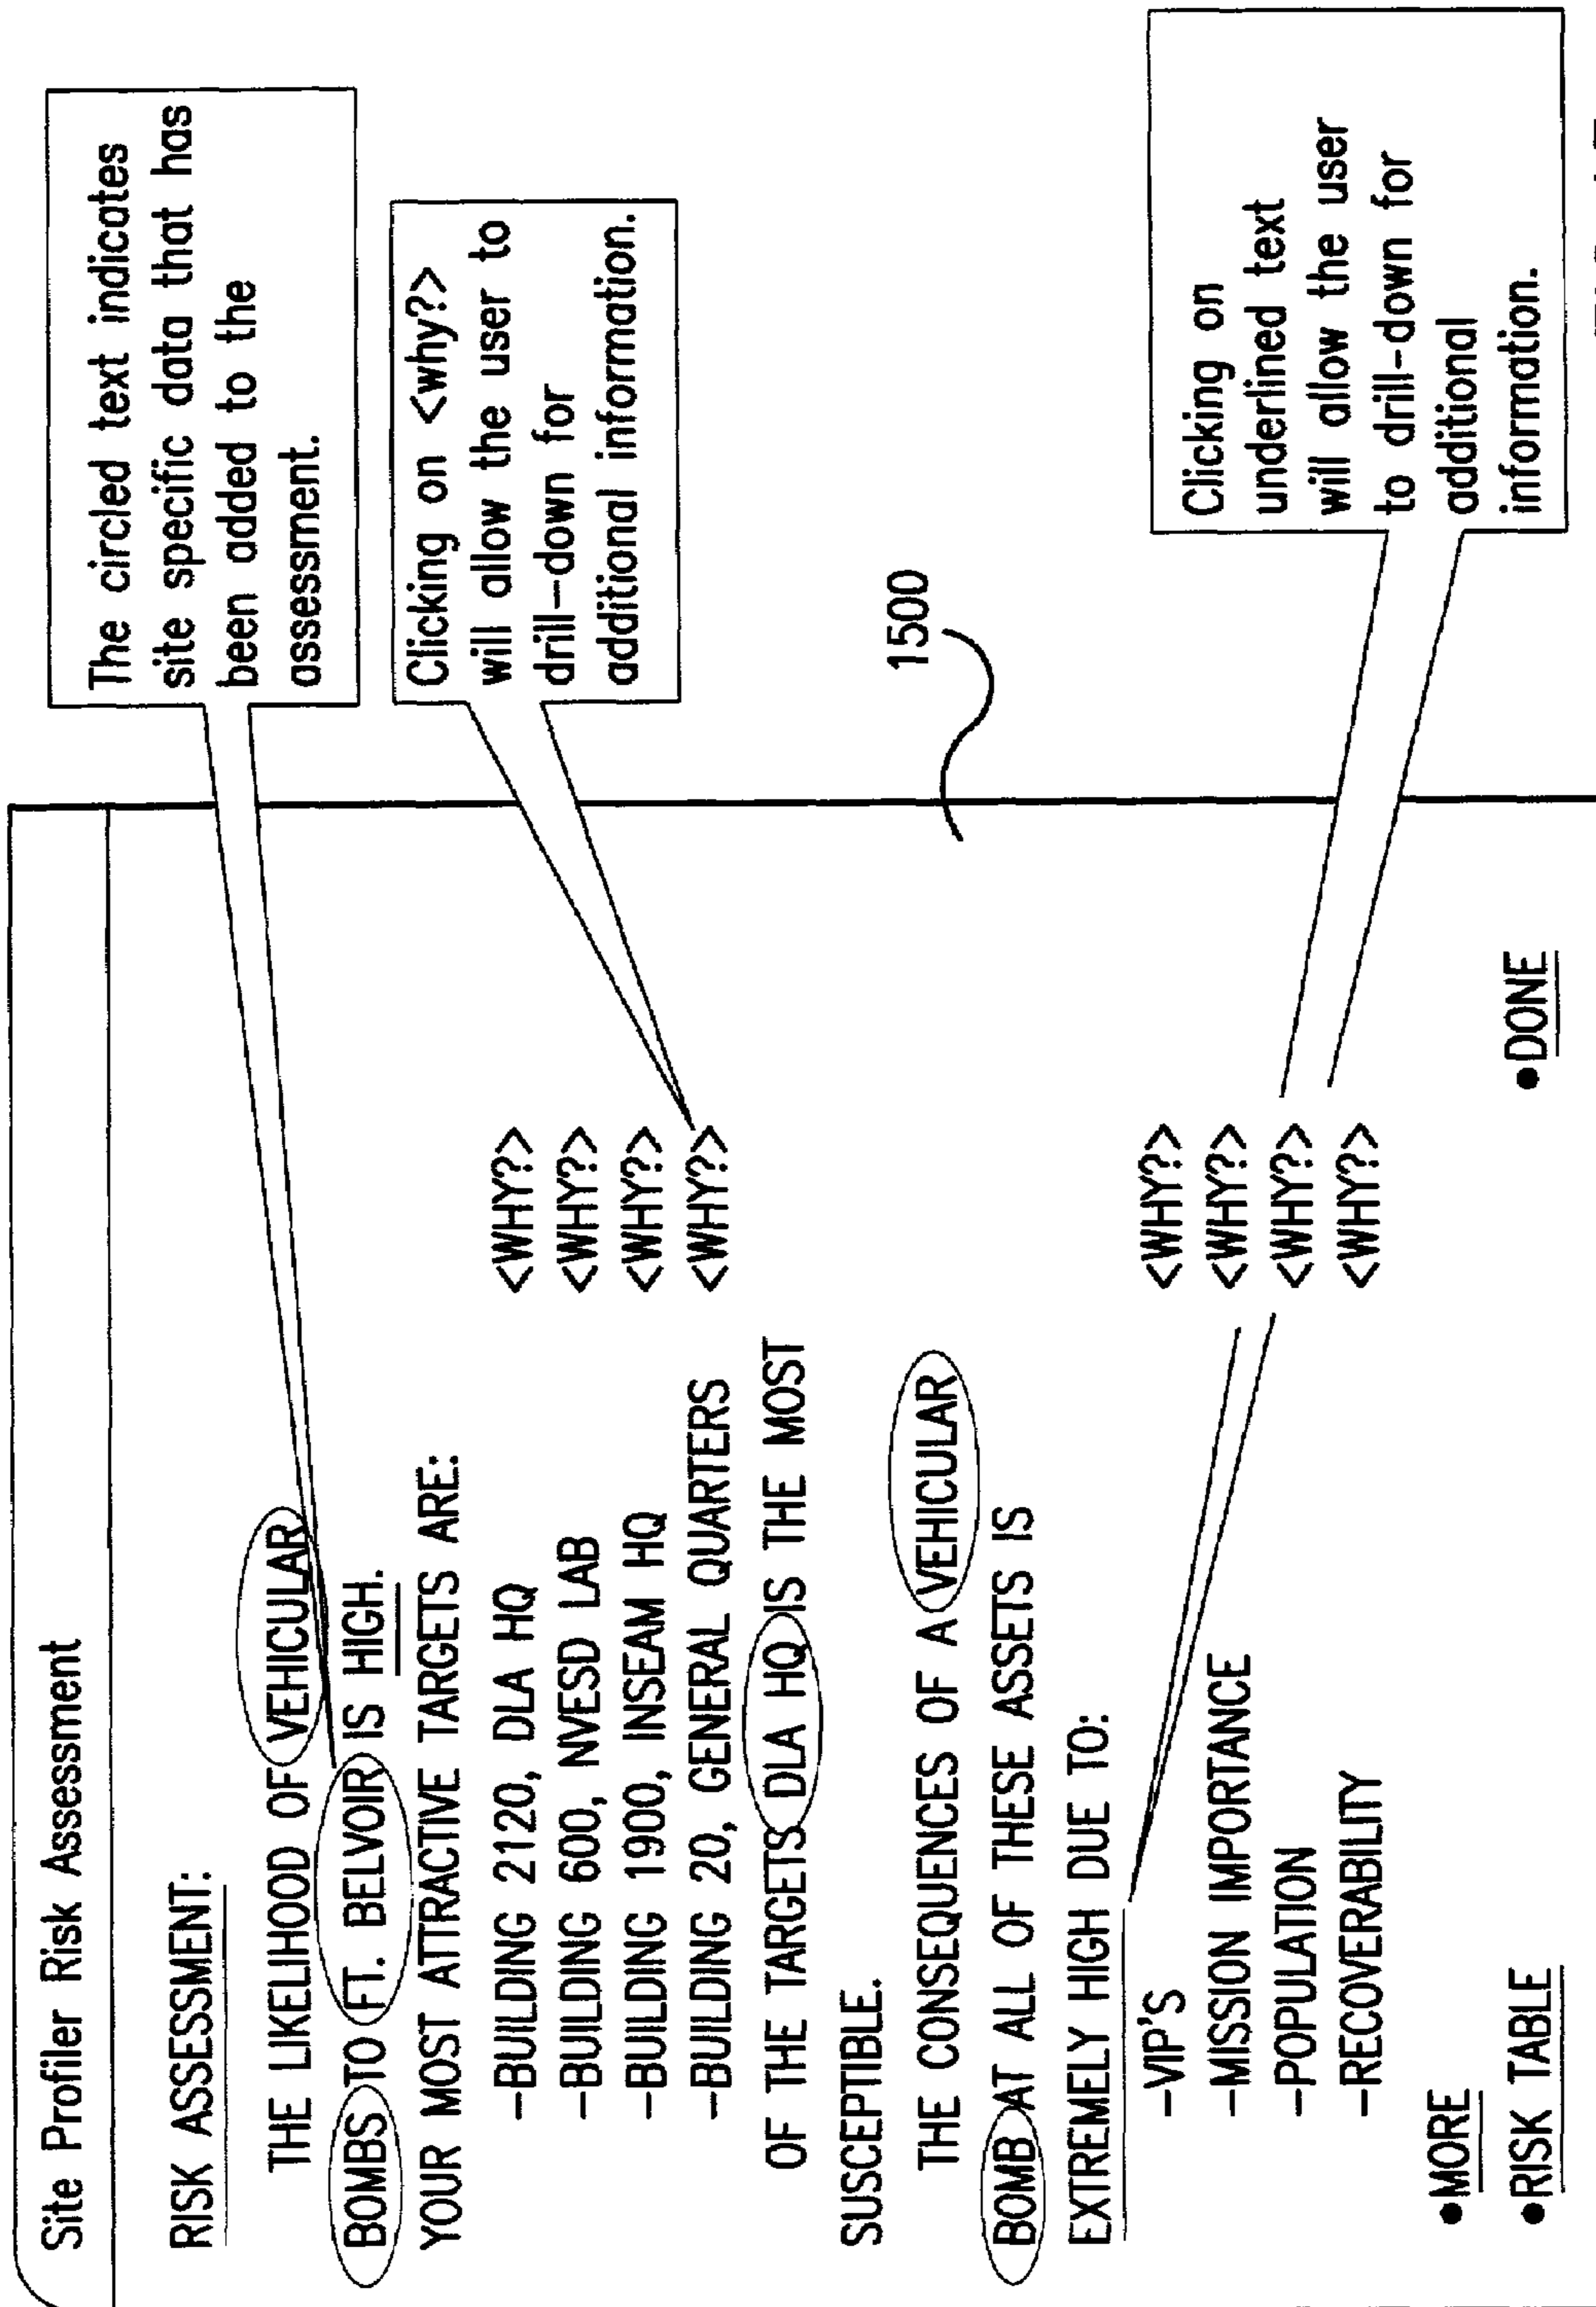 Site Profiler Risk Assessment
RISK ASSESSMENT:
THE LIKELIHOOD OF VEHICULAR
BOMBS TO FT. BELVOIR IS HIGH.
YOUR MOST ATTRACTIVE TARGETS ARE:
-BUILDING 2120, DLA HQ <WHY?>
-BUILDING 600, NVESD LAB <WHY?>
-BUILDING 1900, INSEAM HQ <WHY?>
-BUILDING 20, GENERAL QUARTERS <WHY?>
OF THE TARGETS DLA HQ IS THE MOST
SUSCEPTIBLE.
THE CONSEQUENCES OF A VEHICULAR
BOMB AT ALL OF THESE ASSETS IS
EXTREMELY HIGH DUE TO:
-VIP'S <WHY?>
-MISSION IMPORTANCE <WHY?>
-POPULATION <WHY?>
-RECOVERABILITY <WHY?>
•MORE
•RISK TABLE •DONE
The circled text indicates
site specific data that has
been added to the
assessment.
Clicking on <why?>
will allow the user to
drill-down for
additional information.
1500
Clicking on
underlined text
will allow the user
to drill-down for
additional
information.